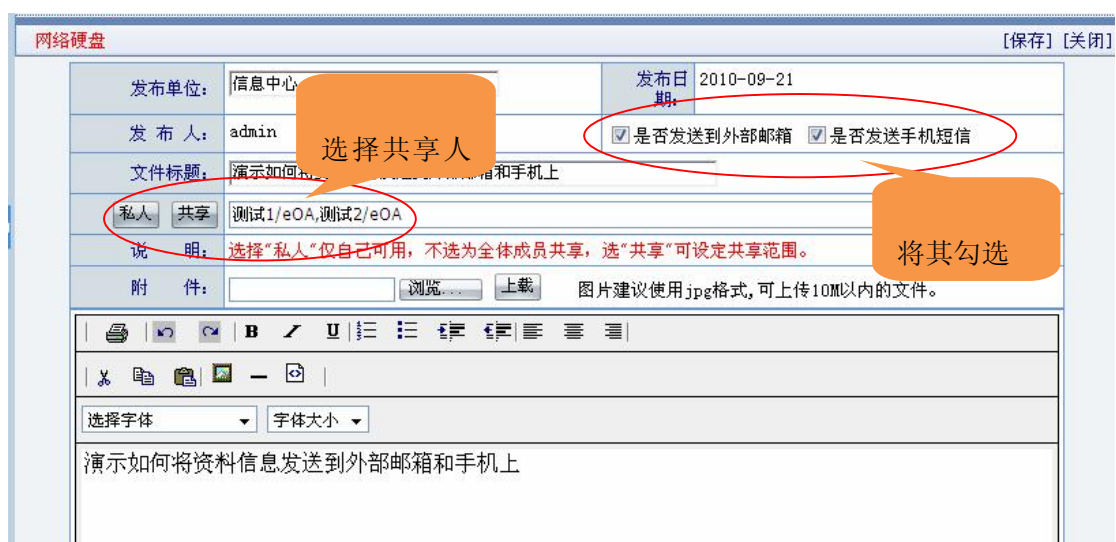 网络硬盘 [保存] [关闭]
发布单位: 信息中心 发布日期: 2010-09-21
发 布 人: admin 是否发送到外部邮箱 是否发送手机短信
选择共享人
文件标题: 演示如何将 邮箱和手机上
私人 共享 测试1/eOA,测试2/eOA
说 明: 选择“私人”仅自己可用，不选为全体成员共享，选“共享”可设定共享范围。
将其勾选
附 件: 浏览... 上载 图片建议使用jpg格式,可上传10M以内的文件。
B I U
选择字体 字体大小
演示如何将资料信息发送到外部邮箱和手机上